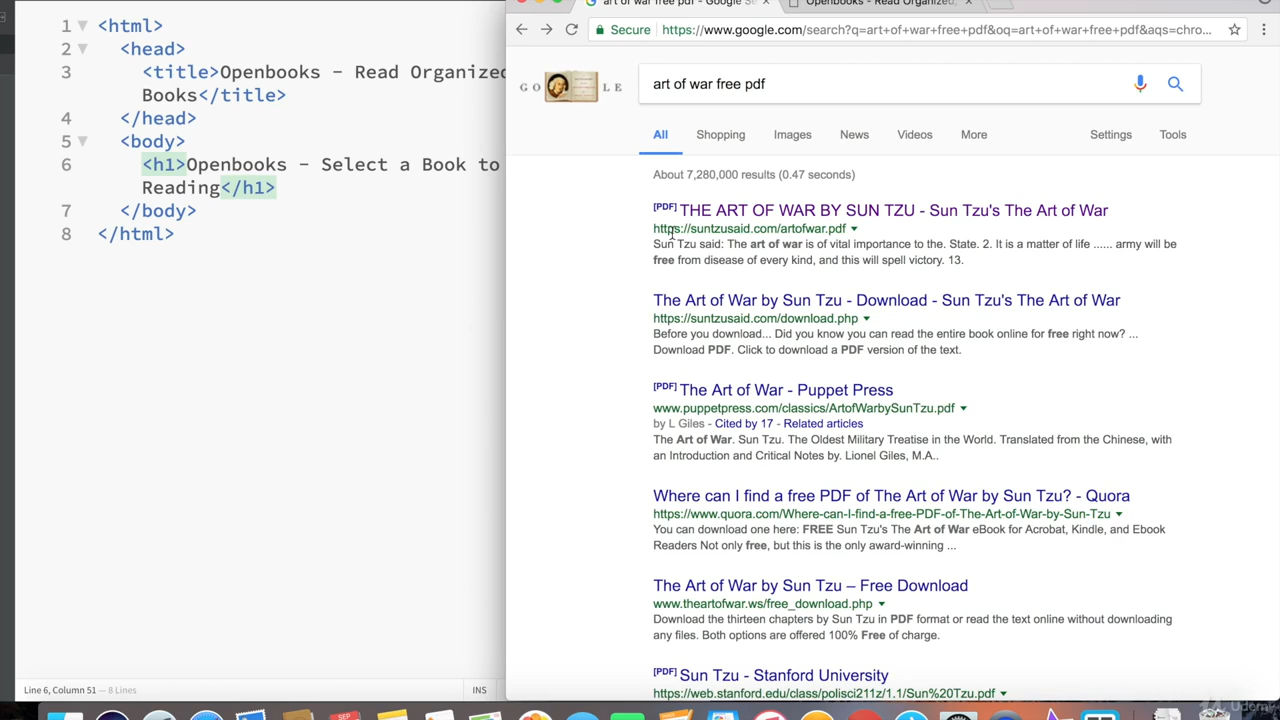 art of war free pdf - Google Se
Openbooks - Read Organized,
Secure https://www.google.com/search?q=art+of+war+free+pdf&oq=art+of+war+free+pdf&aqs=chro...
1 <html>
2 <head>
3 <title>Openbooks - Read Organized
Books</title>
4 </head>
5 <body>
6 <h1>Openbooks - Select a Book to
Reading</h1>
7 </body>
8 </html>
Line 6, Column 51 — 8 Lines
INS
GO LE
art of war free pdf
All Shopping Images News Videos More Settings Tools
About 7,280,000 results (0.47 seconds)
[PDF] THE ART OF WAR BY SUN TZU - Sun Tzu's The Art of War
https://suntzusaid.com/artofwar.pdf
Sun Tzu said: The art of war is of vital importance to the. State. 2. It is a matter of life ...... army will be
free from disease of every kind, and this will spell victory. 13.
The Art of War by Sun Tzu - Download - Sun Tzu's The Art of War
https://suntzusaid.com/download.php
Before you download... Did you know you can read the entire book online for free right now? ...
Download PDF. Click to download a PDF version of the text.
[PDF] The Art of War - Puppet Press
www.puppetpress.com/classics/ArtofWarbySunTzu.pdf
by L Giles - Cited by 17 - Related articles
The Art of War. Sun Tzu. The Oldest Military Treatise in the World. Translated from the Chinese, with
an Introduction and Critical Notes by. Lionel Giles, M.A..
Where can I find a free PDF of The Art of War by Sun Tzu? - Quora
https://www.quora.com/Where-can-I-find-a-free-PDF-of-The-Art-of-War-by-Sun-Tzu
You can download one here: FREE Sun Tzu's The Art of War eBook for Acrobat, Kindle, and Ebook
Readers Not only free, but this is the only award-winning ...
The Art of War by Sun Tzu – Free Download
www.theartofwar.ws/free_download.php
Download the thirteen chapters by Sun Tzu in PDF format or read the text online without downloading
any files. Both options are offered 100% Free of charge.
[PDF] Sun Tzu - Stanford University
https://web.stanford.edu/class/polisci211z/1.1/Sun%20Tzu.pdf
SEP
Udemy